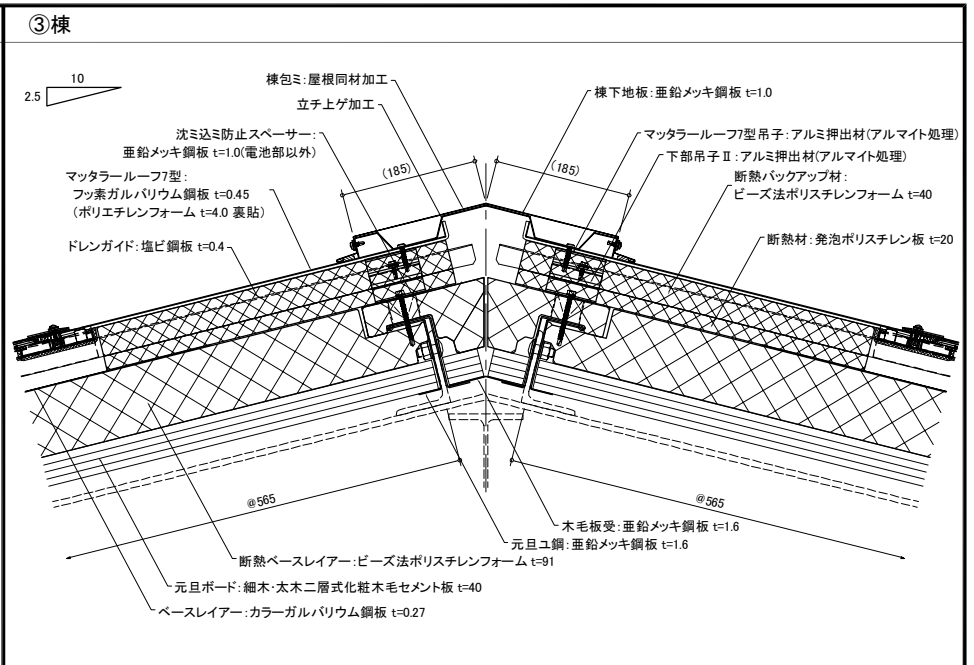 ③棟
10
2.5
棟包ミ:屋根同材加工
立チ上ゲ加工
沈ミ込ミ防止スペーサー:
亜鉛メッキ鋼板 t=1.0(電池部以外)
マッタラールーフ7型:
フッ素ガルバリウム鋼板 t=0.45
(ポリエチレンフォーム t=4.0 裏貼)
ドレンガイド:塩ビ鋼板 t=0.4
(185)
(185)
棟下地板:亜鉛メッキ鋼板 t=1.0
マッタラールーフ7型吊子:アルミ押出材(アルマイト処理)
下部吊子Ⅱ:アルミ押出材(アルマイト処理)
断熱バックアップ材:
ビーズ法ポリスチレンフォーム t=40
断熱材:発泡ポリスチレン板 t=20
@565
@565
木毛板受:亜鉛メッキ鋼板 t=1.6
元旦ユ鋼:亜鉛メッキ鋼板 t=1.6
断熱ベースレイアー:ビーズ法ポリスチレンフォーム t=91
元旦ボード:細木・太木二層式化粧木毛セメント板 t=40
ベースレイアー:カラーガルバリウム鋼板 t=0.27